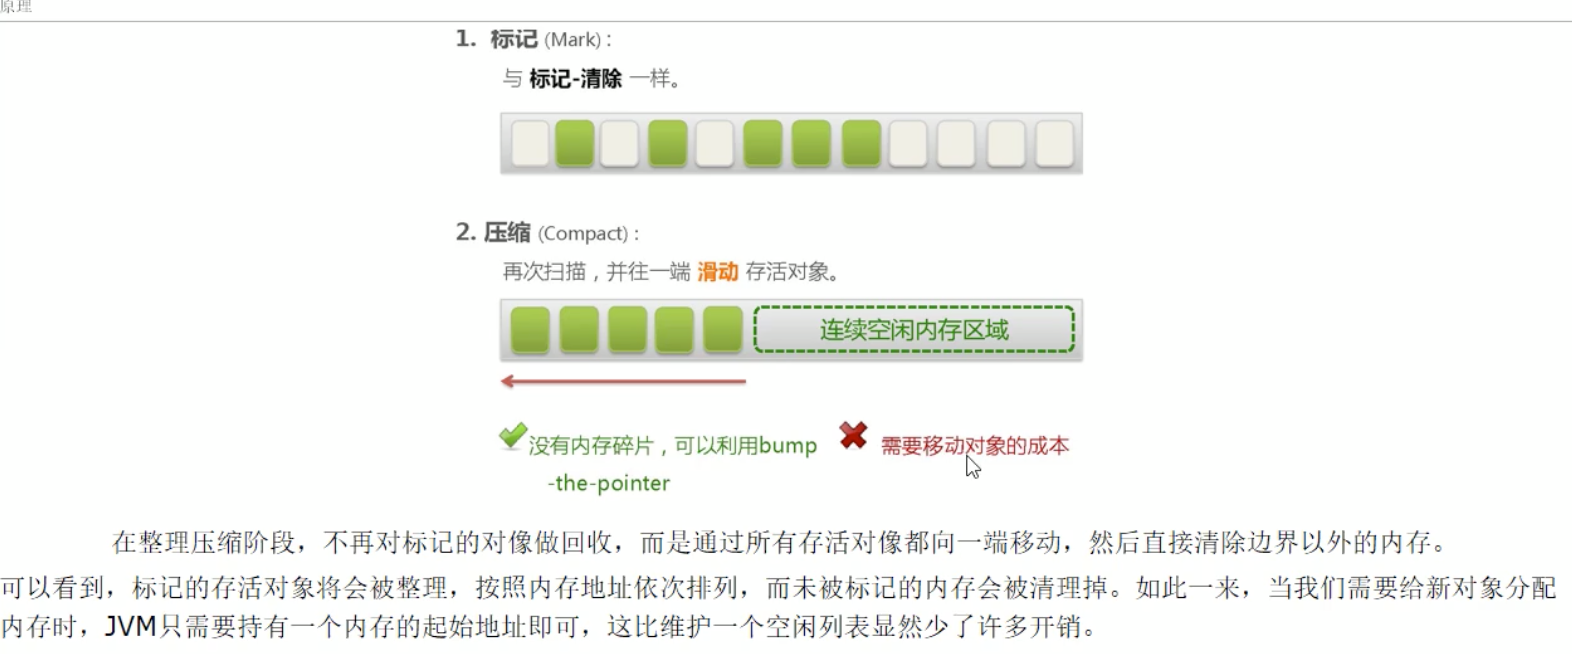 原理
1. 标记 (Mark) :
与 标记-清除 一样。
2. 压缩 (Compact) :
再次扫描，并往一端 滑动 存活对象。
连续空闲内存区域
没有内存碎片，可以利用bump
-the-pointer
需要移动对象的成本
在整理压缩阶段，不再对标记的对像做回收，而是通过所有存活对像都向一端移动，然后直接清除边界以外的内存。
可以看到，标记的存活对象将会被整理，按照内存地址依次排列，而未被标记的内存会被清理掉。如此一来，当我们需要给新对象分配
内存时，JVM只需要持有一个内存的起始地址即可，这比维护一个空闲列表显然少了许多开销。